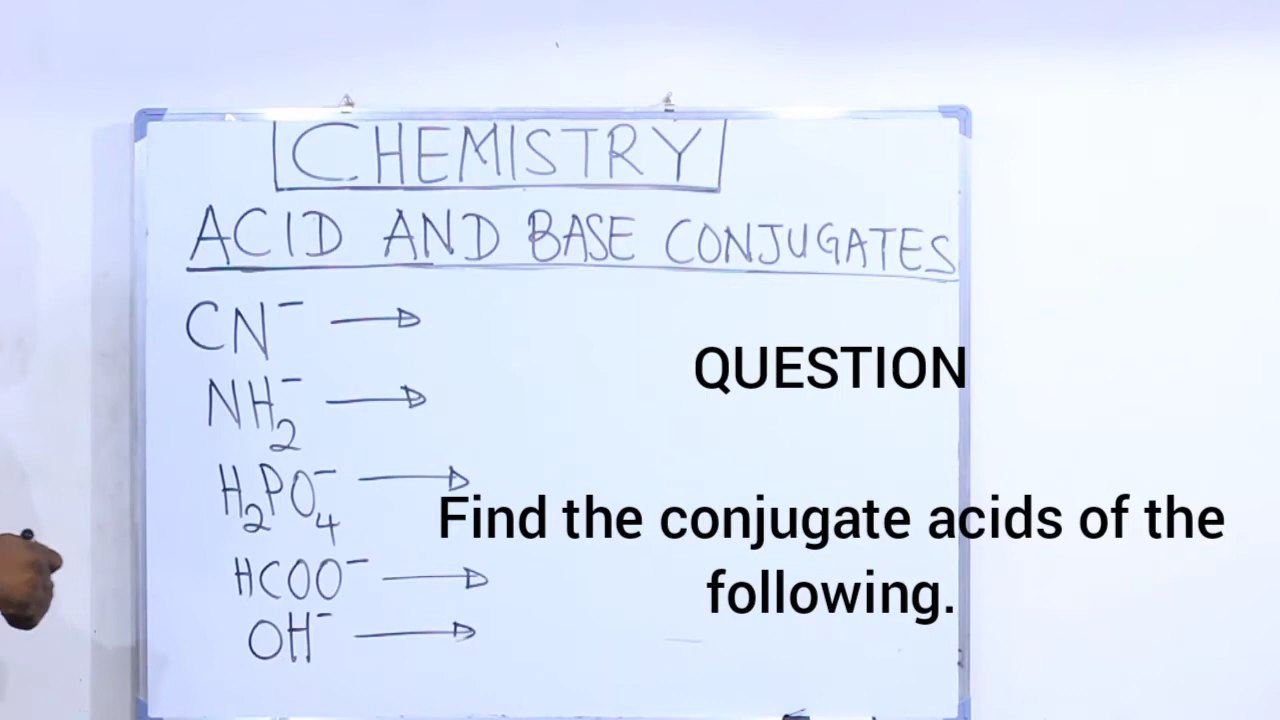 CHEMISTRY
ACID AND BASE CONJUGATES
CN⁻ →
NH₂⁻ →
QUESTION
H₂PO₄⁻ →
Find the conjugate acids of the
following.
HCOO⁻ →
OH⁻ →